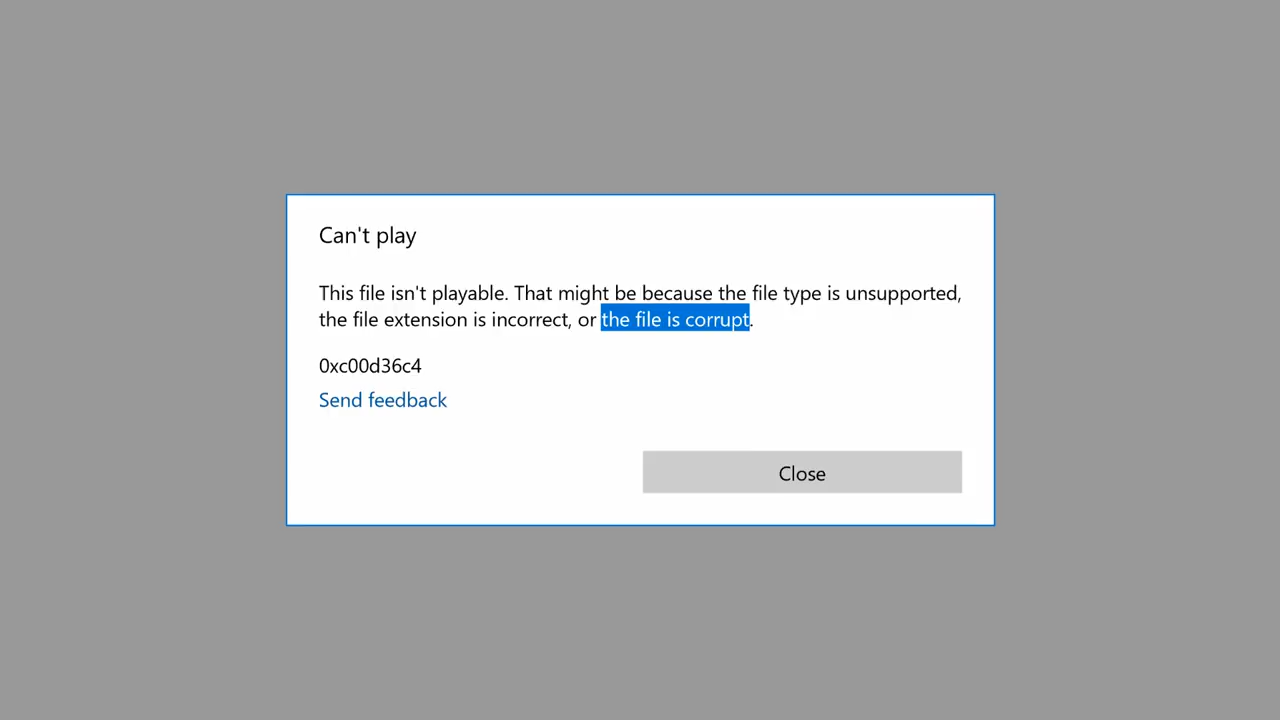 Can't play
This file isn't playable. That might be because the file type is unsupported,
the file extension is incorrect, or the file is corrupt.
0xc00d36c4
Send feedback
Close